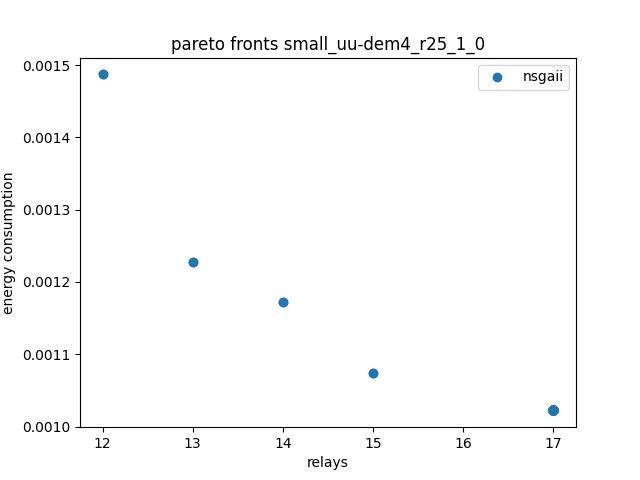 pareto fronts small_uu-dem4_r25_1_0
nsgaii
0.0015
0.0014
0.0013
0.0012
0.0011
0.0010
energy consumption
12 13 14 15 16 17
relays